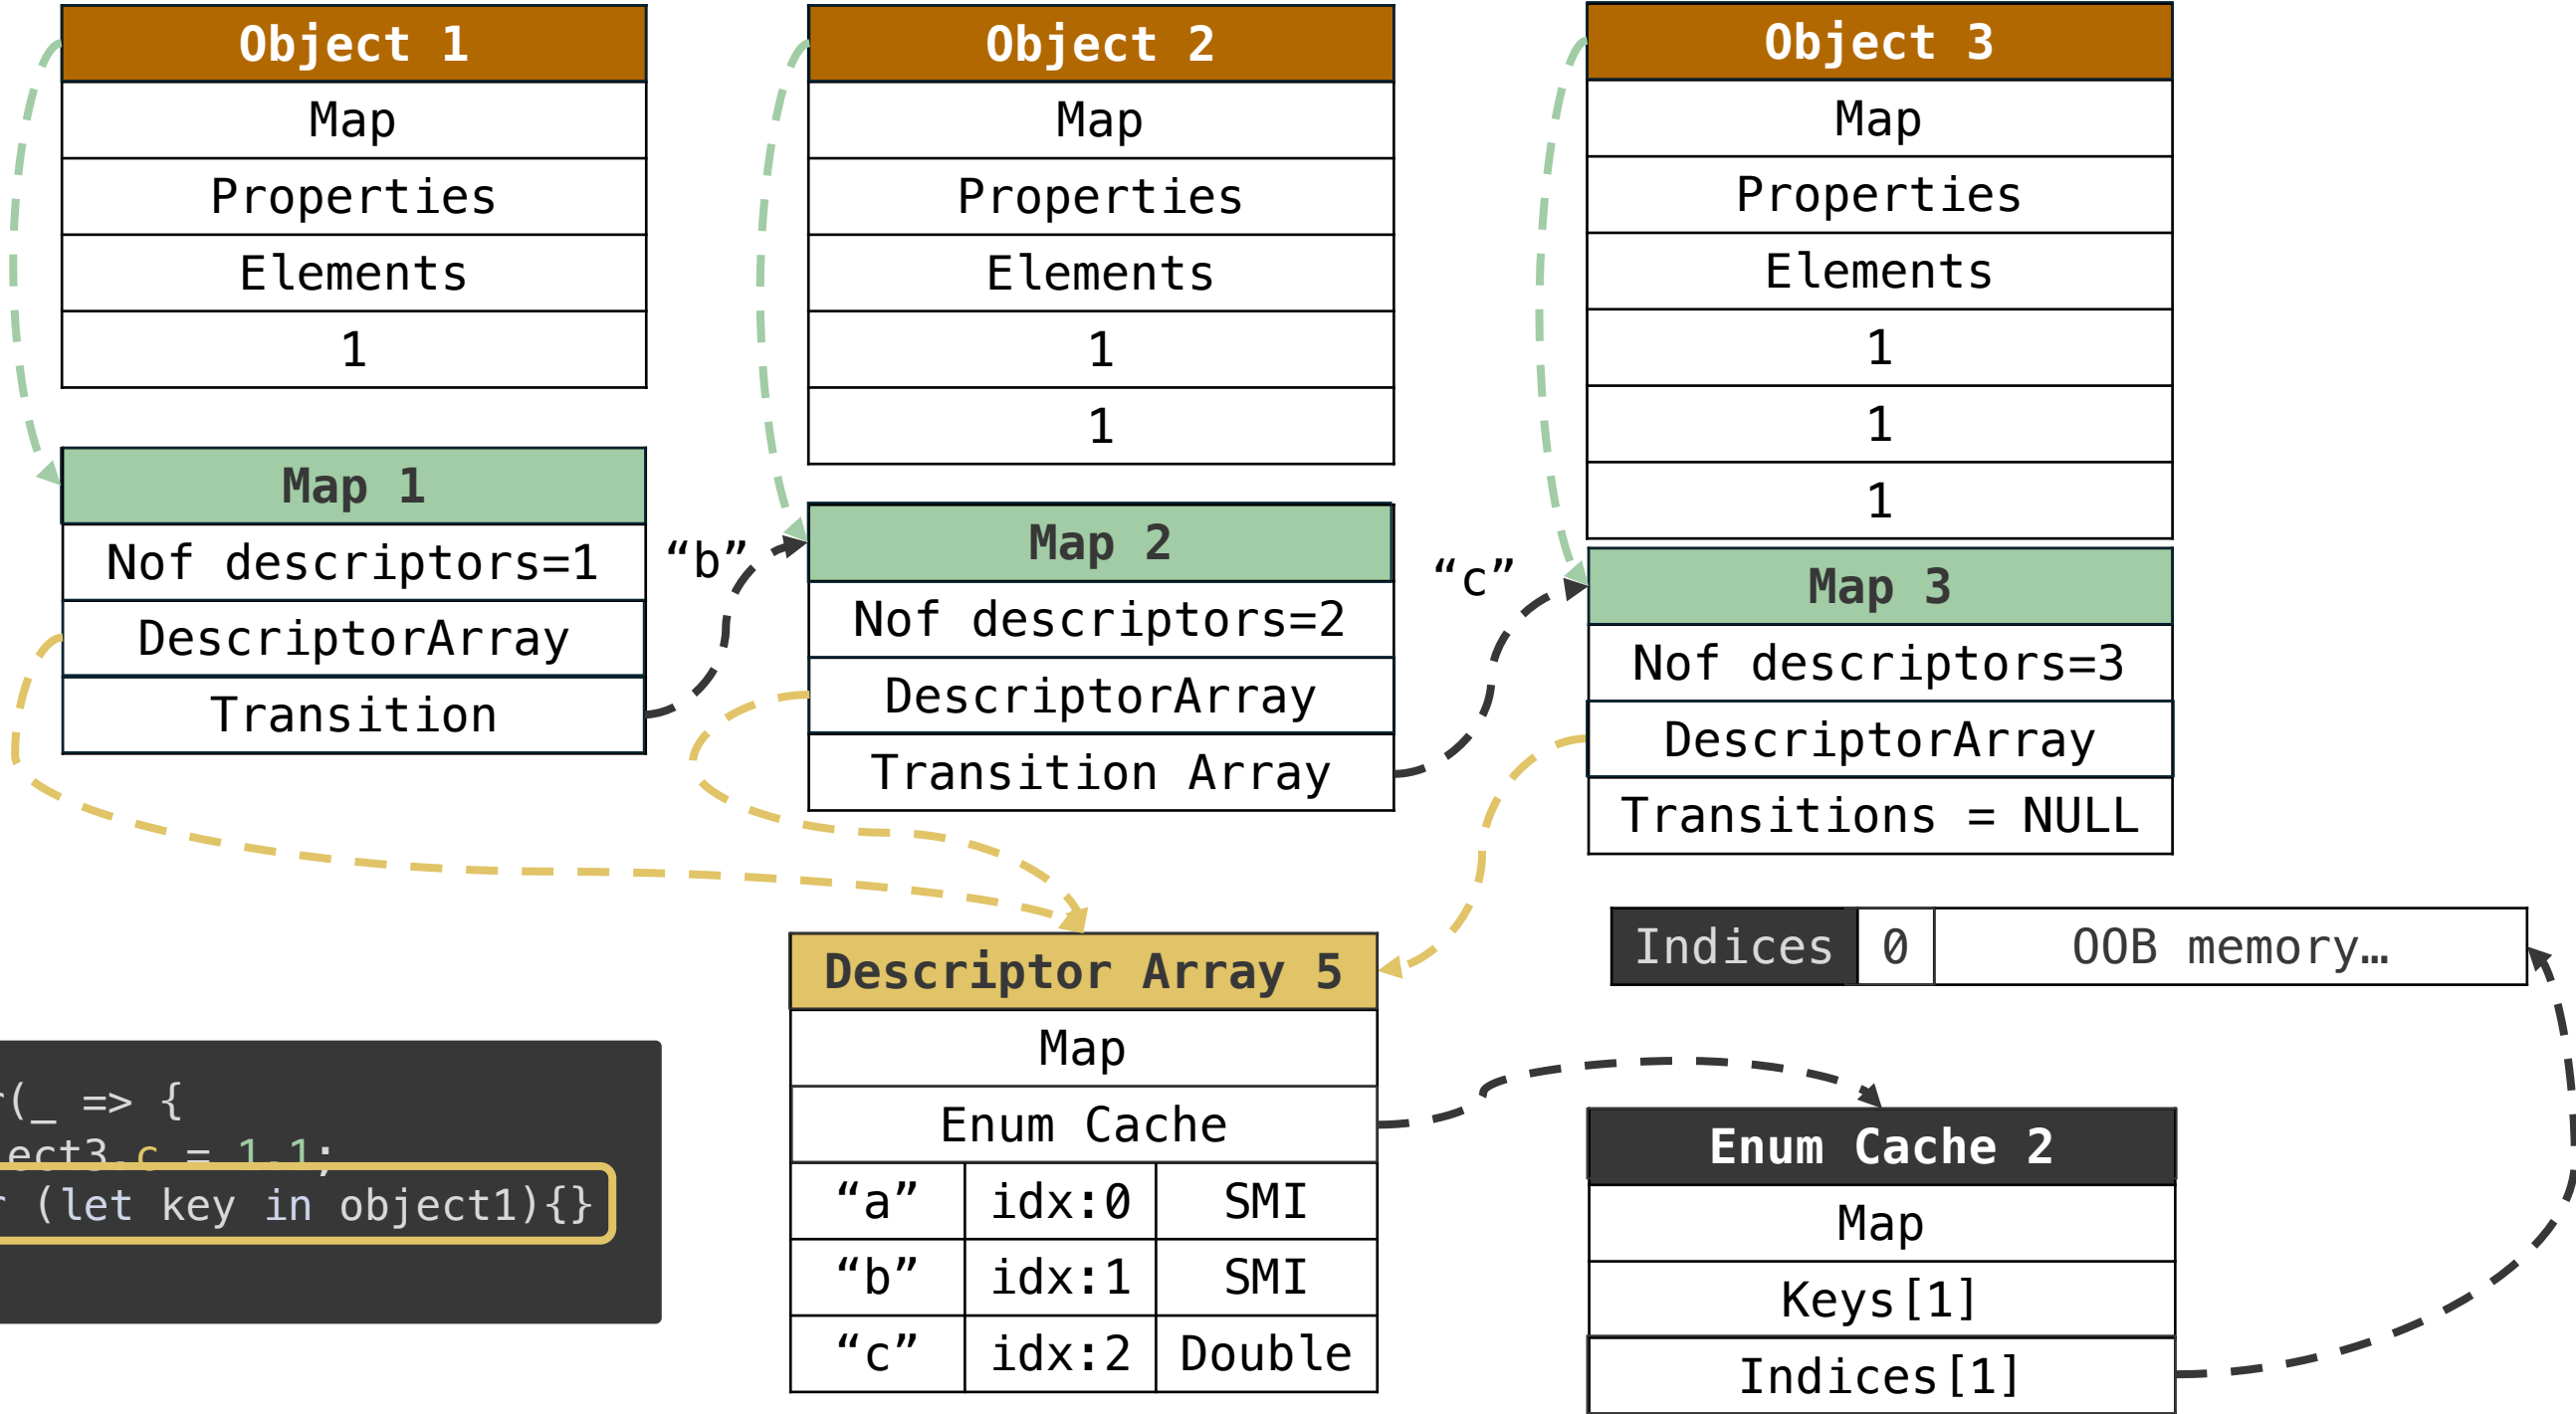 Object 1
Map
Properties
Elements
1
Object 2
Map
Properties
Elements
1
1
Object 3
Map
Properties
Elements
1
1
1
Map 1
Nof descriptors=1
DescriptorArray
Transition
“b”
Map 2
Nof descriptors=2
DescriptorArray
Transition Array
“c”
Map 3
Nof descriptors=3
DescriptorArray
Transitions = NULL
Indices 0 OOB memory…
Descriptor Array 5
Map
Enum Cache
“a” idx:0 SMI
“b” idx:1 SMI
“c” idx:2 Double
r(_ => {
ect3.c = 1.1;
r (let key in object1){}
Enum Cache 2
Map
Keys[1]
Indices[1]